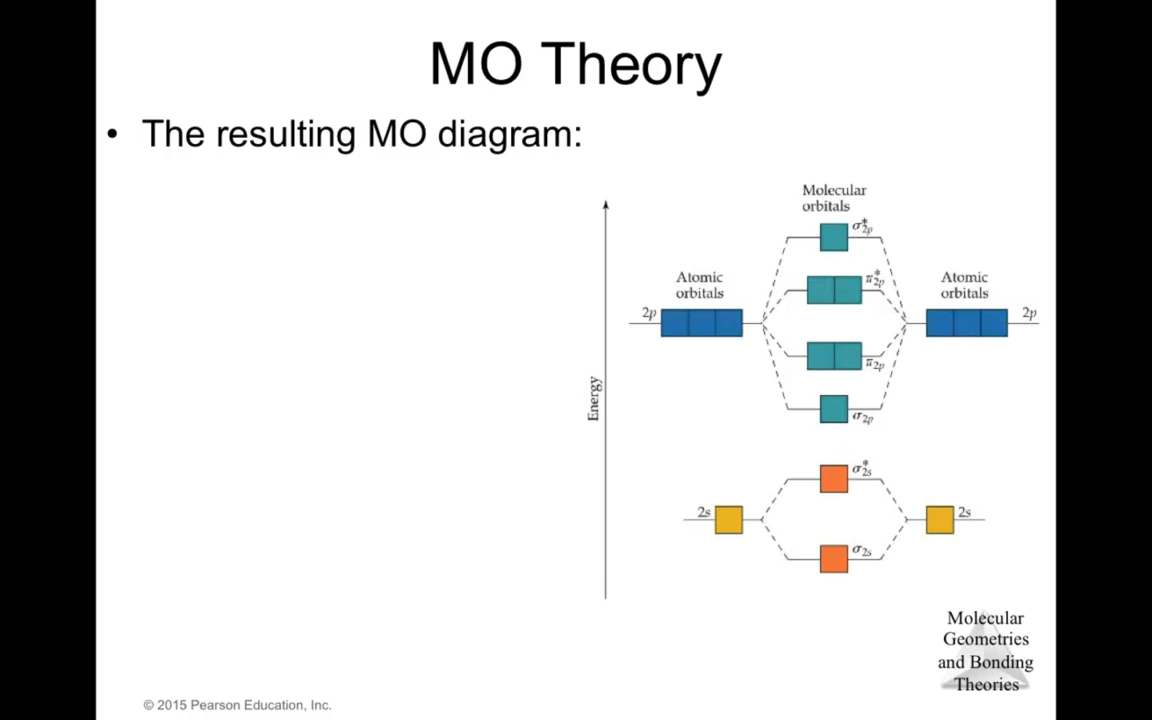 MO Theory
• The resulting MO diagram:
Molecular
orbitals
σ*2p
Atomic
orbitals
π*2p
Atomic
orbitals
2p
2p
π2p
Energy
σ2p
σ*2s
2s
2s
σ2s
Molecular
Geometries
and Bonding
Theories
© 2015 Pearson Education, Inc.